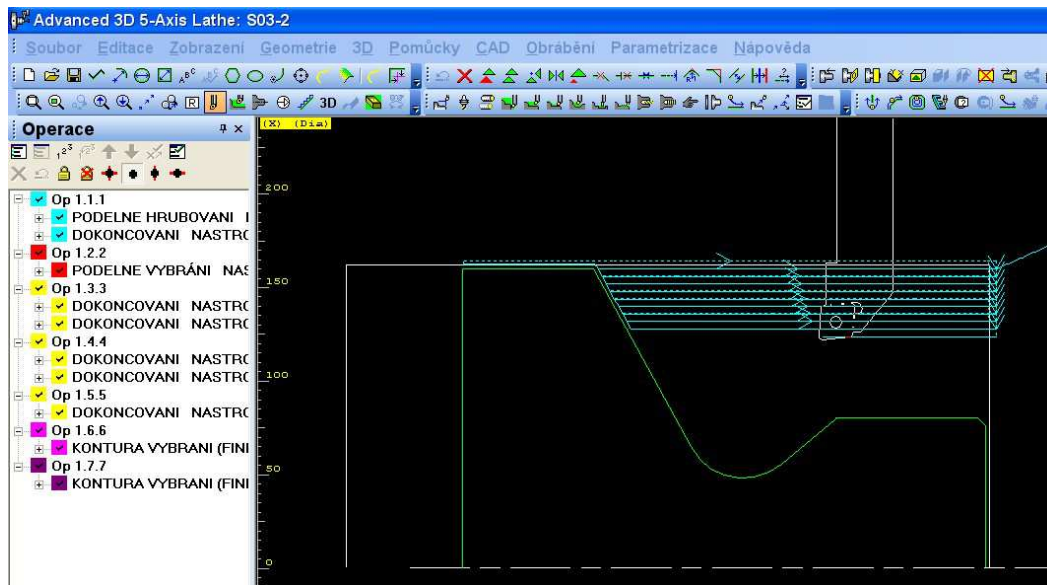 Advanced 3D 5-Axis Lathe: S03-2
Soubor Editace Zobrazení Geometrie 3D Pomůcky CAD Obrábění Parametrizace Nápověda
3D
Operace
(X) (Dia)
Op 1.1.1
PODELNE HRUBOVANI
DOKONCOVANI NASTRO
Op 1.2.2
PODELNE VYBRÁNI NAS
Op 1.3.3
DOKONCOVANI NASTRO
DOKONCOVANI NASTRO
Op 1.4.4
DOKONCOVANI NASTRO
DOKONCOVANI NASTRO
Op 1.5.5
DOKONCOVANI NASTRO
Op 1.6.6
KONTURA VYBRANI (FINI
Op 1.7.7
KONTURA VYBRANI (FINI
200
150
100
50
0